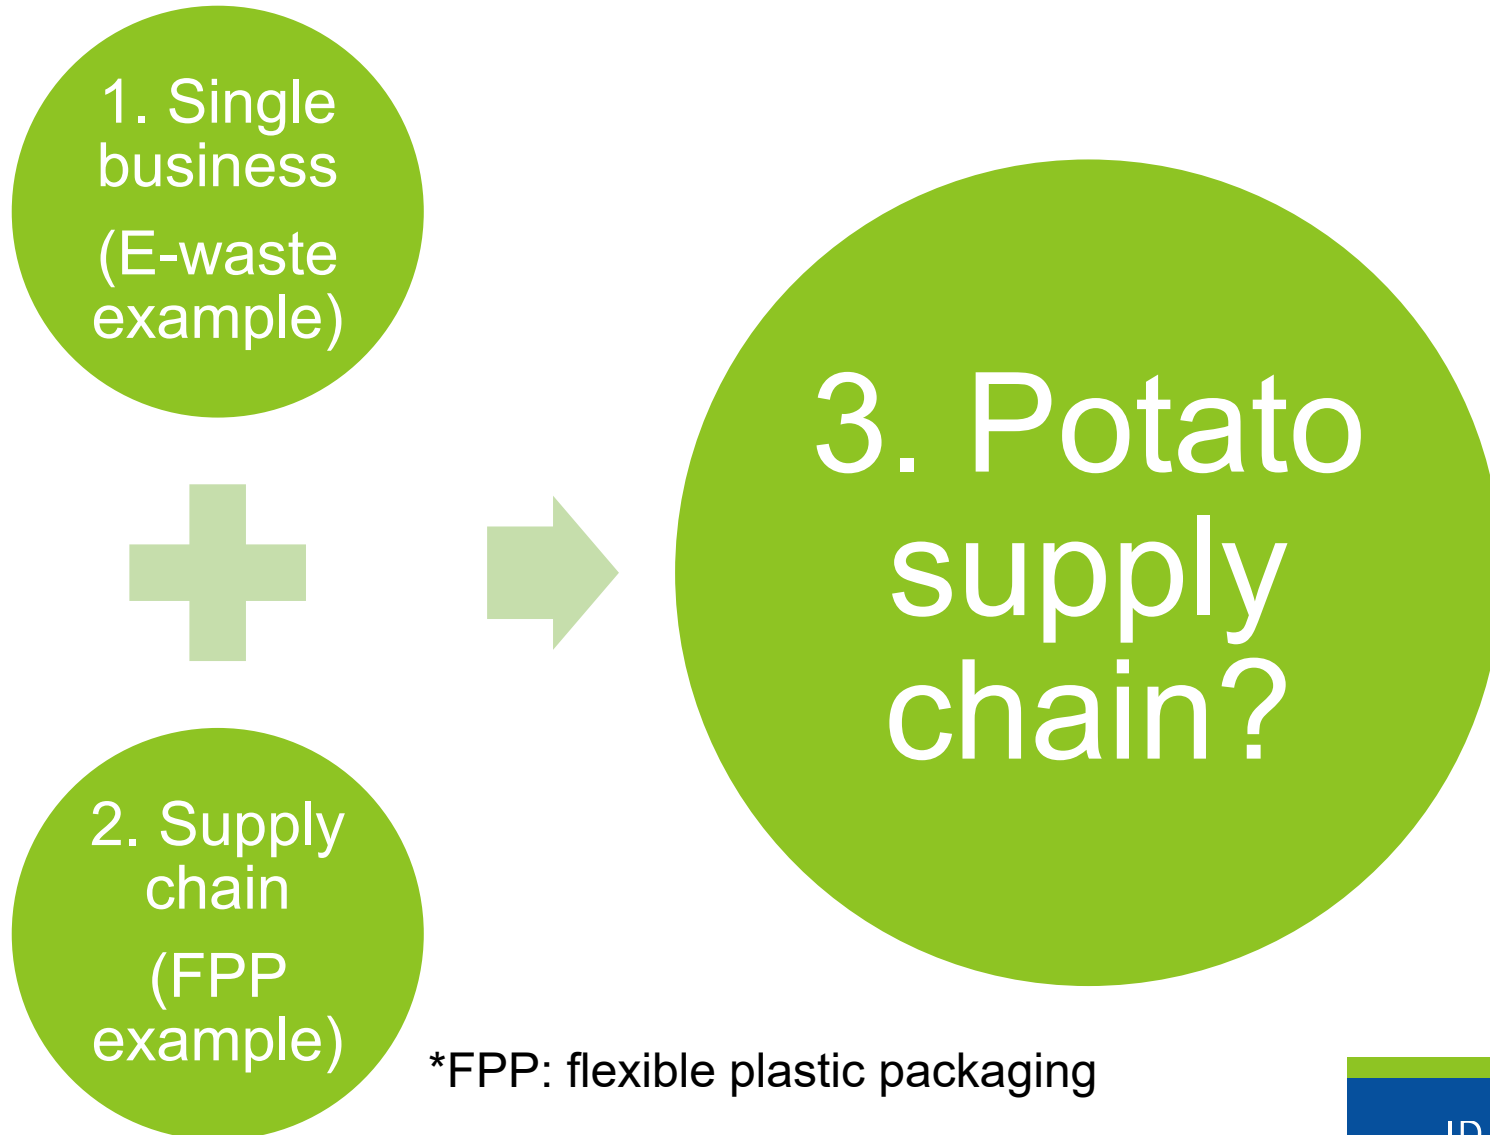 1. Single
business
(E-waste
example)
2. Supply
chain
(FPP
example)
3. Potato
supply
chain?
*FPP: flexible plastic packaging